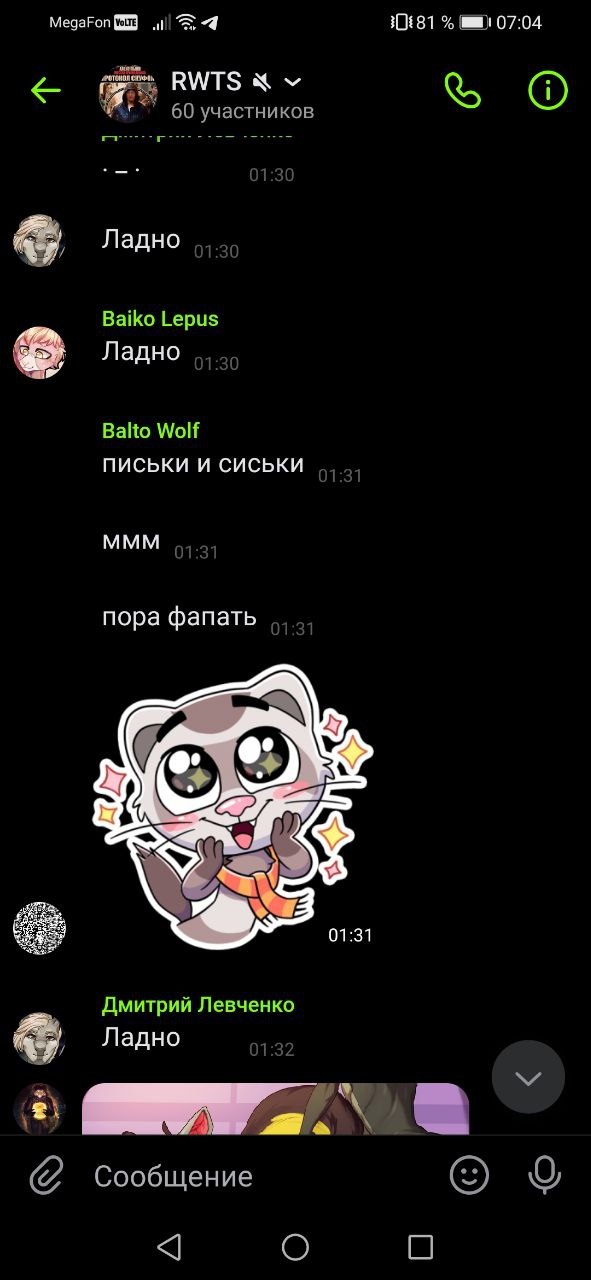 MegaFon VoLTE 81 % 07:04
RWTS
60 участников
. _ . 01:30
Ладно 01:30
Baiko Lepus
Ладно 01:30
Balto Wolf
письки и сиськи 01:31
ммм 01:31
пора фапать 01:31
01:31
Дмитрий Левченко
Ладно 01:32
Сообщение